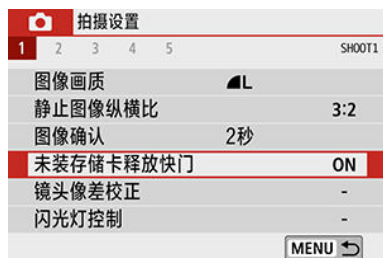 拍摄设置
1 2 3 4 5 SHOOT1
图像画质 L
静止图像纵横比 3:2
图像确认 2秒
未装存储卡释放快门 ON
镜头像差校正 -
闪光灯控制 -
MENU